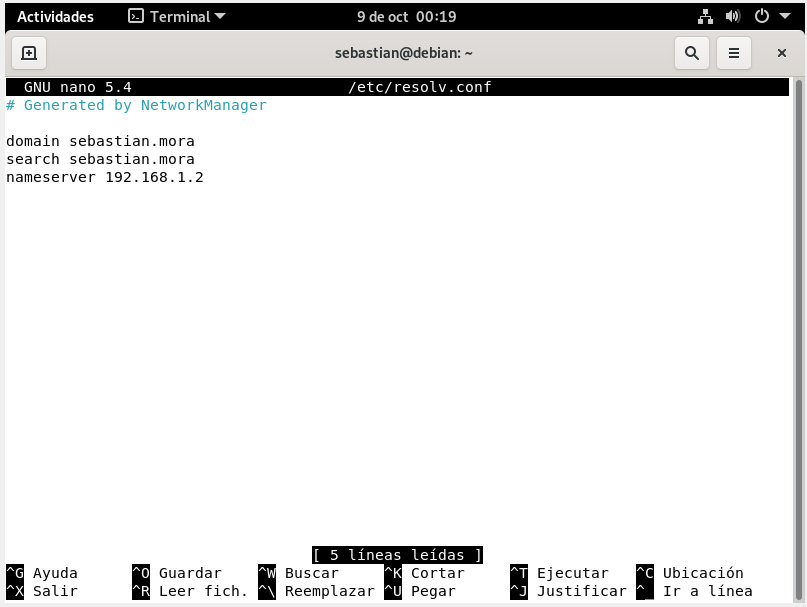 Actividades Terminal 9 de oct 00:19
sebastian@debian: ~
GNU nano 5.4 /etc/resolv.conf
# Generated by NetworkManager
domain sebastian.mora
search sebastian.mora
nameserver 192.168.1.2
[ 5 líneas leídas ]
^G Ayuda ^O Guardar ^W Buscar ^K Cortar ^T Ejecutar ^C Ubicación
^X Salir ^R Leer fich. ^\ Reemplazar ^U Pegar ^J Justificar ^_ Ir a línea